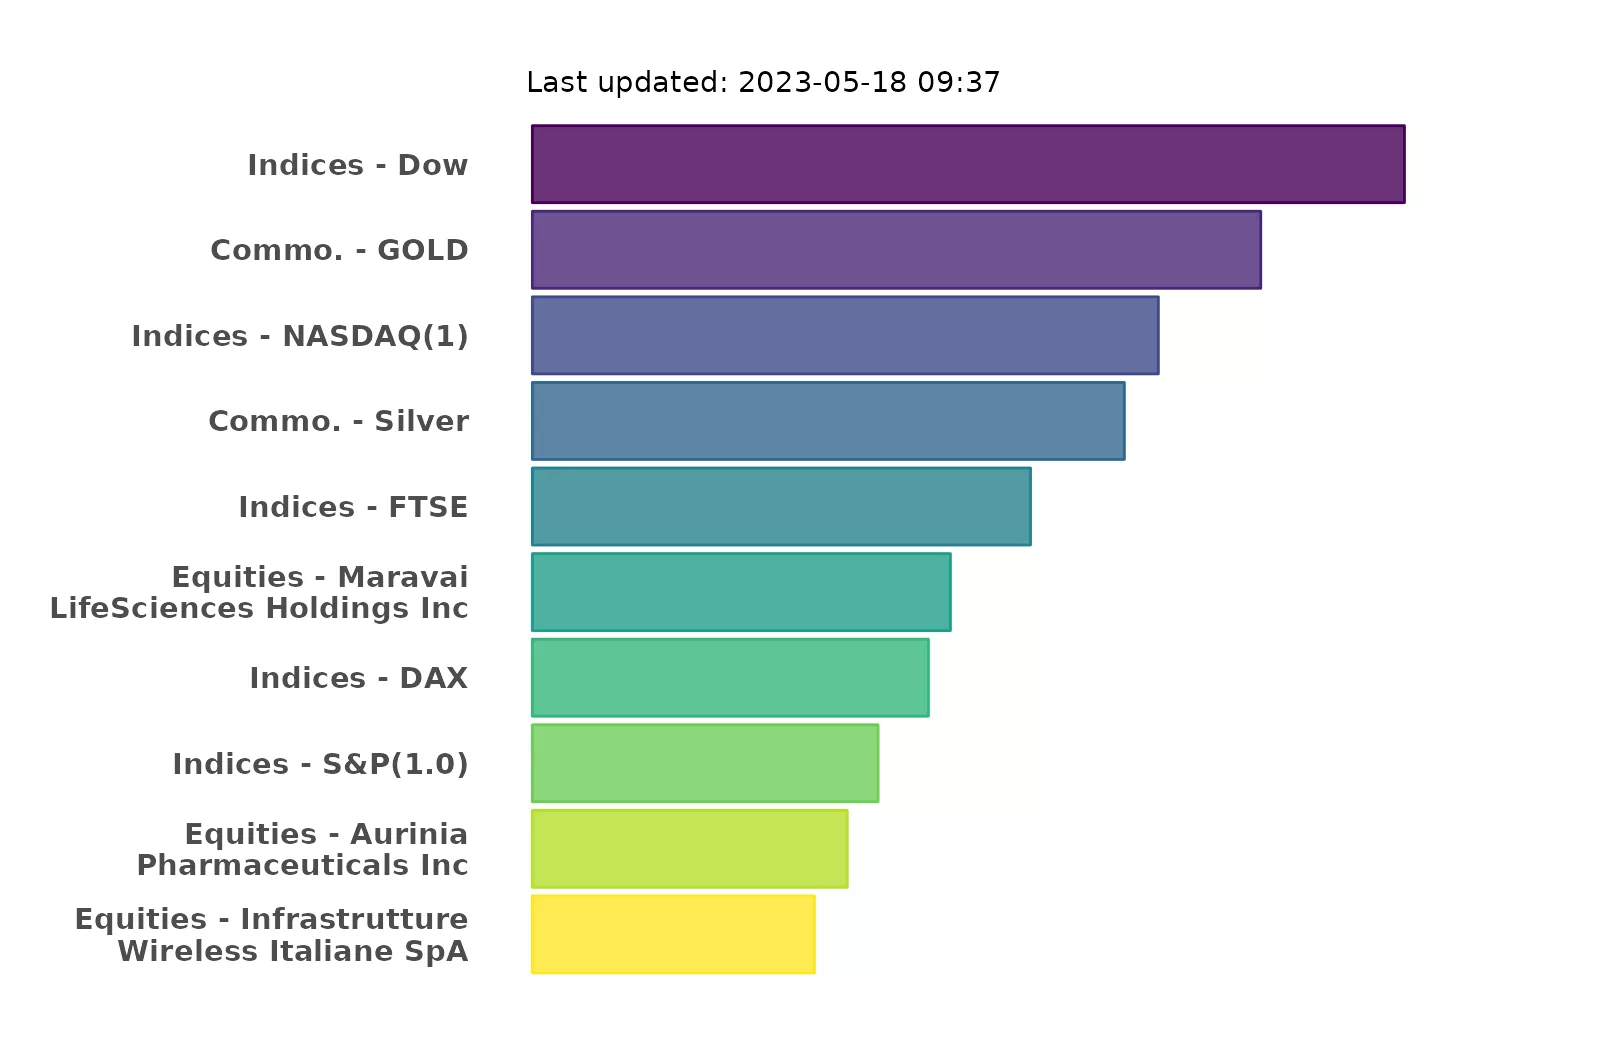 Last updated: 2023-05-18 09:37
Indices - Dow
Commo. - GOLD
Indices - NASDAQ(1)
Commo. - Silver
Indices - FTSE
Equities - Maravai
LifeSciences Holdings Inc
Indices - DAX
Indices - S&P(1.0)
Equities - Aurinia
Pharmaceuticals Inc
Equities - Infrastrutture
Wireless Italiane SpA